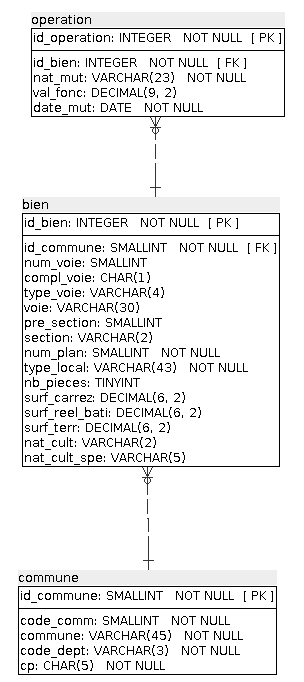 operation
id_operation: INTEGER NOT NULL [ PK ]
id_bien: INTEGER NOT NULL [ FK ]
nat_mut: VARCHAR(23) NOT NULL
val_fonc: DECIMAL(9, 2)
date_mut: DATE NOT NULL
bien
id_bien: INTEGER NOT NULL [ PK ]
id_commune: SMALLINT NOT NULL [ FK ]
num_voie: SMALLINT
compl_voie: CHAR(1)
type_voie: VARCHAR(4)
voie: VARCHAR(30)
pre_section: SMALLINT
section: VARCHAR(2)
num_plan: SMALLINT NOT NULL
type_local: VARCHAR(43) NOT NULL
nb_pieces: TINYINT
surf_carrez: DECIMAL(6, 2)
surf_reel_bati: DECIMAL(6, 2)
surf_terr: DECIMAL(6, 2)
nat_cult: VARCHAR(2)
nat_cult_spe: VARCHAR(5)
commune
id_commune: SMALLINT NOT NULL [ PK ]
code_comm: SMALLINT NOT NULL
commune: VARCHAR(45) NOT NULL
code_dept: VARCHAR(3) NOT NULL
cp: CHAR(5) NOT NULL